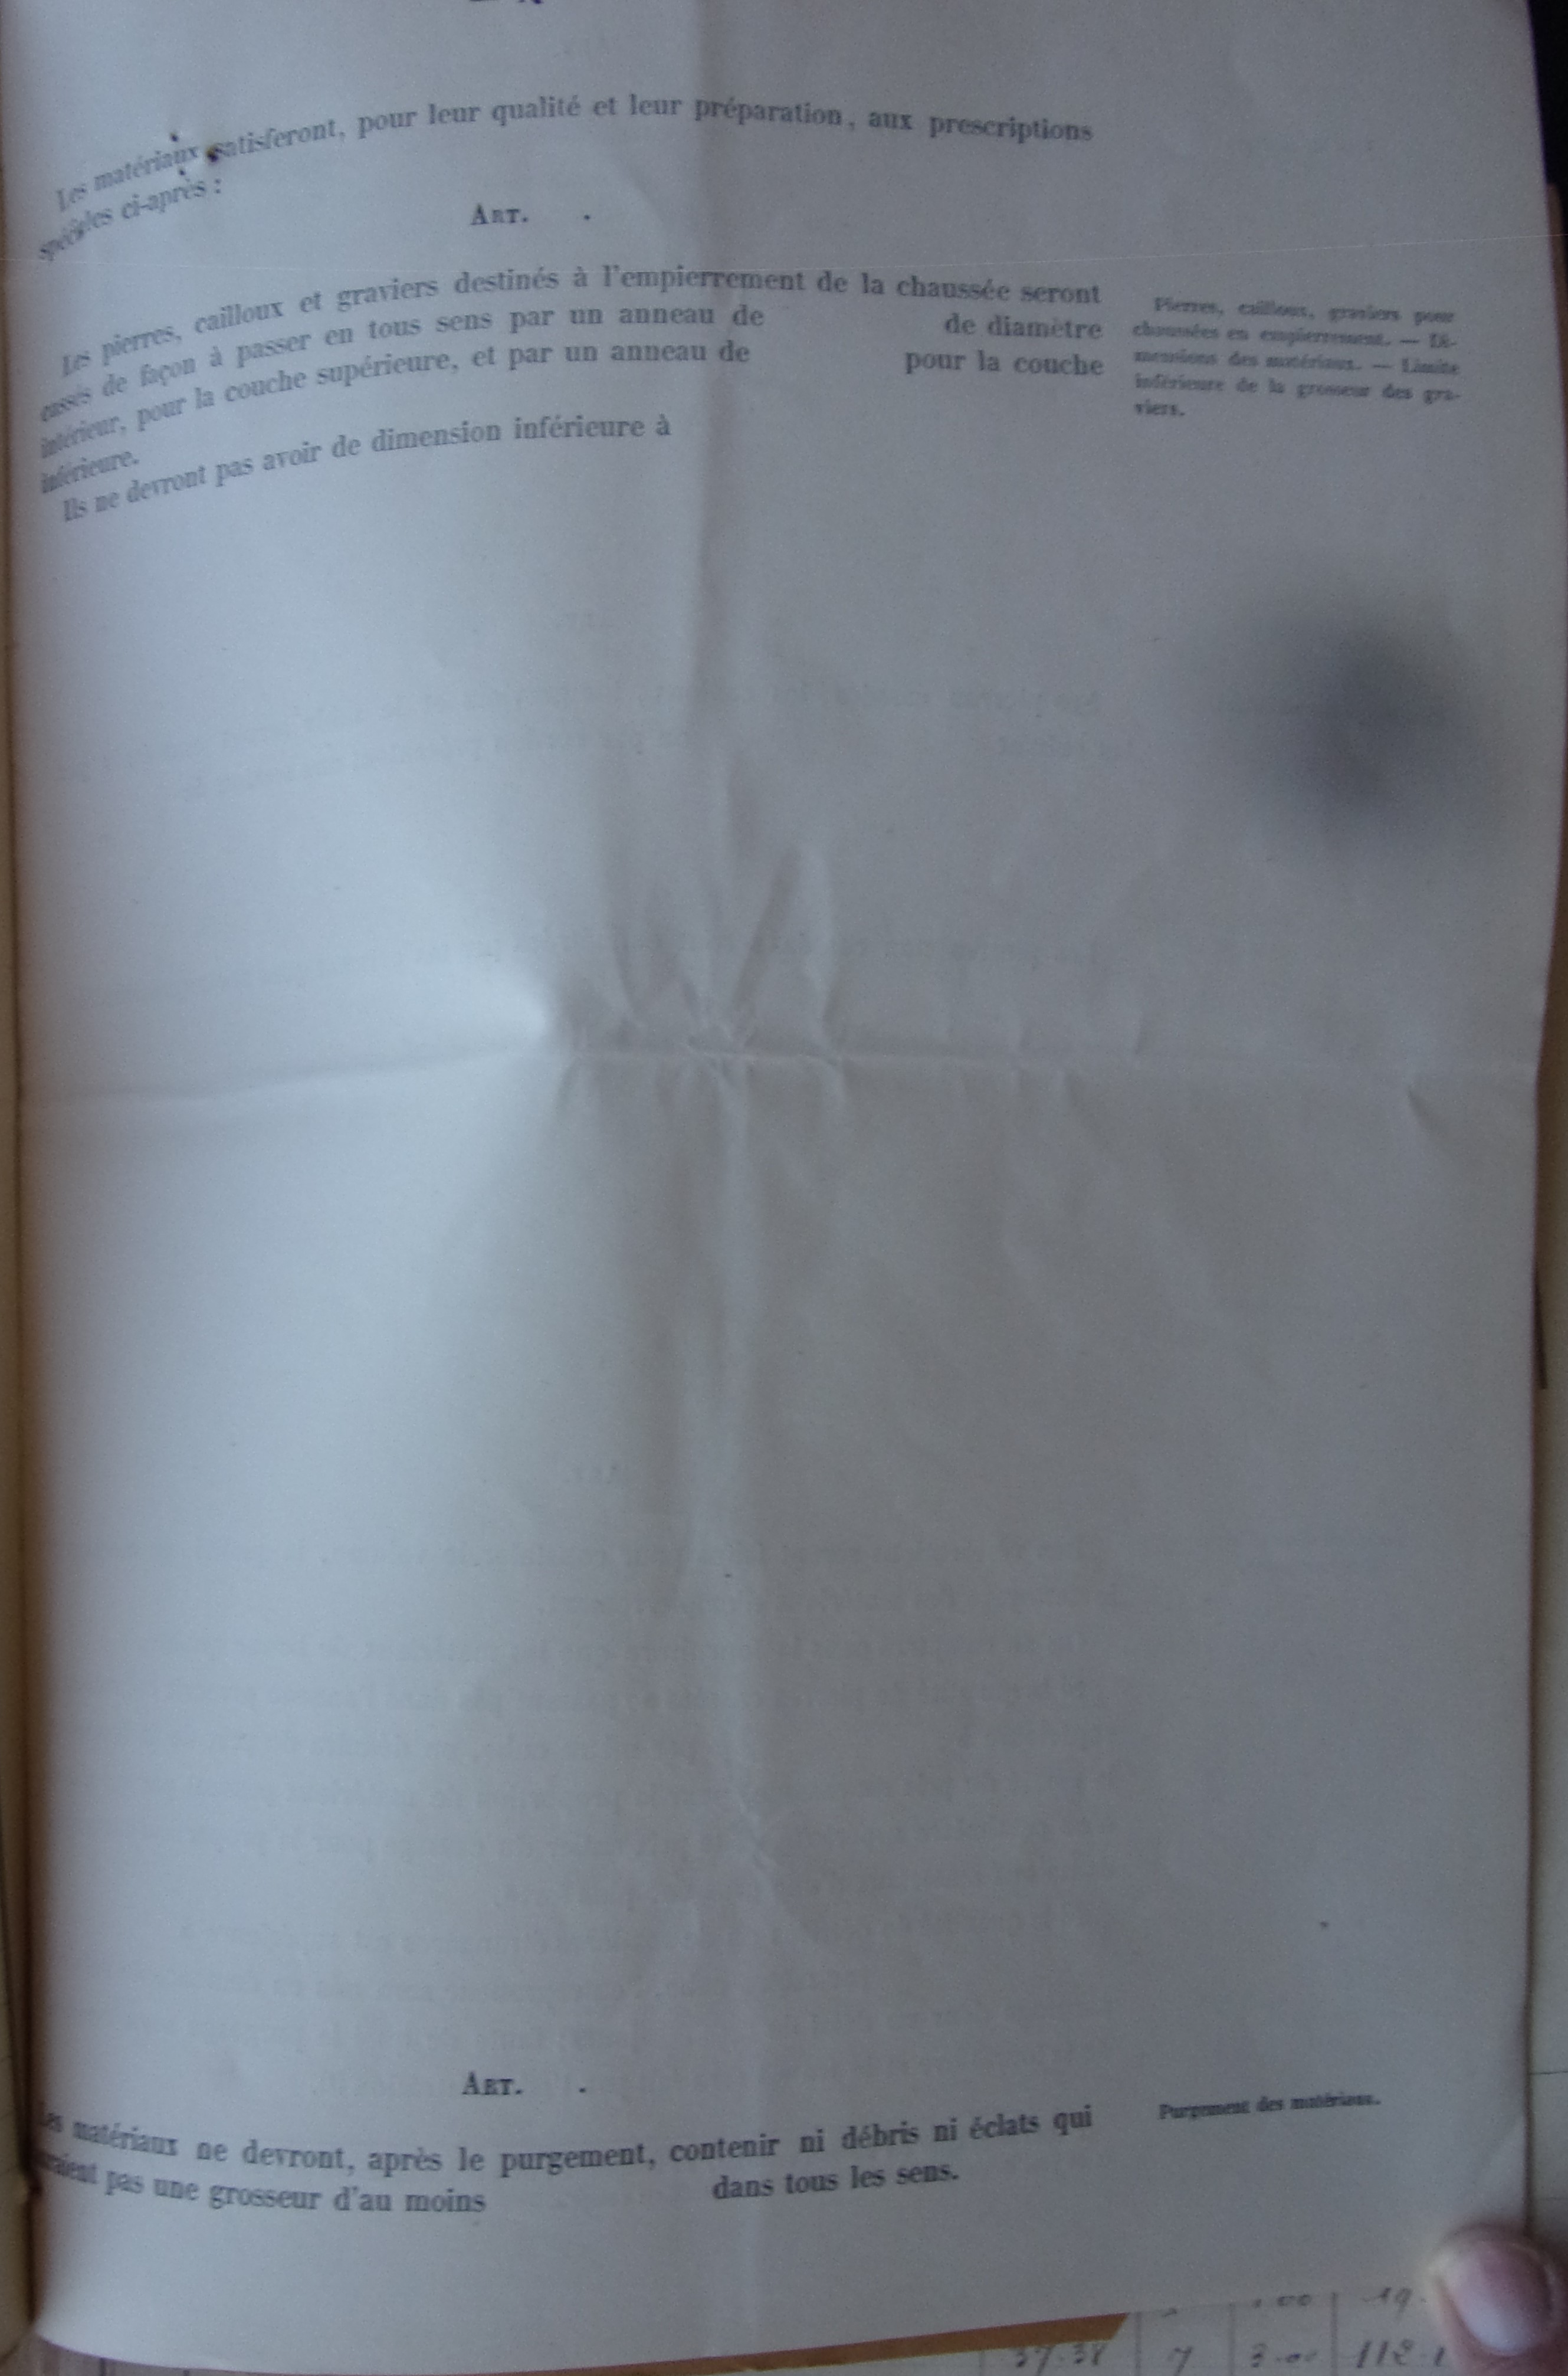 Les matériaux satisferont, pour leur qualité et leur préparation, aux prescriptions
spéciales ci-après :
ART. .
Les pierres, cailloux et graviers destinés à l'empierrement de la chaussée seront
cassés de façon à passer en tous sens par un anneau de de diamètre
intérieur, pour la couche supérieure, et par un anneau de pour la couche
inférieure.
Ils ne devront pas avoir de dimension inférieure à
Pierres, cailloux, graviers pour
chaussées en empierrement. — Di-
mensions des matériaux. — Limite
inférieure de la grosseur des gra-
viers.
ART. .
Les matériaux ne devront, après le purgement, contenir ni débris ni éclats qui
pas une grosseur d'au moins dans tous les sens.
Purgement des matériaux.
37.38 7 3.00 112.1